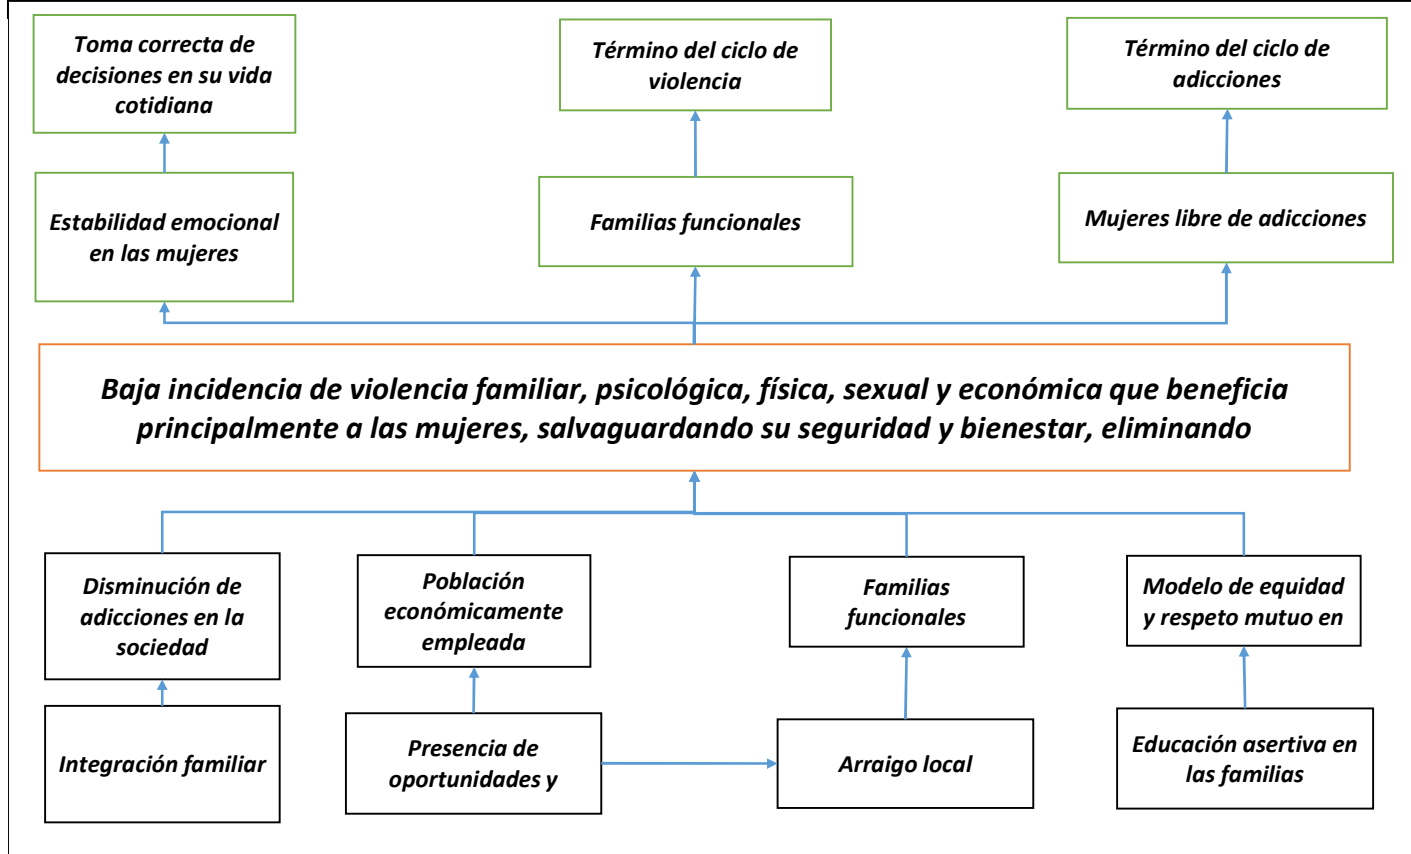 Toma correcta de
decisiones en su vida
cotidiana
Término del ciclo de
violencia
Término del ciclo de
adicciones
Estabilidad emocional
en las mujeres
Familias funcionales
Mujeres libre de adicciones
Baja incidencia de violencia familiar, psicológica, física, sexual y económica que beneficia
principalmente a las mujeres, salvaguardando su seguridad y bienestar, eliminando
Disminución de
adicciones en la
sociedad
Población
económicamente
empleada
Familias
funcionales
Modelo de equidad
y respeto mutuo en
Integración familiar
Presencia de
oportunidades y
Arraigo local
Educación asertiva en
las familias